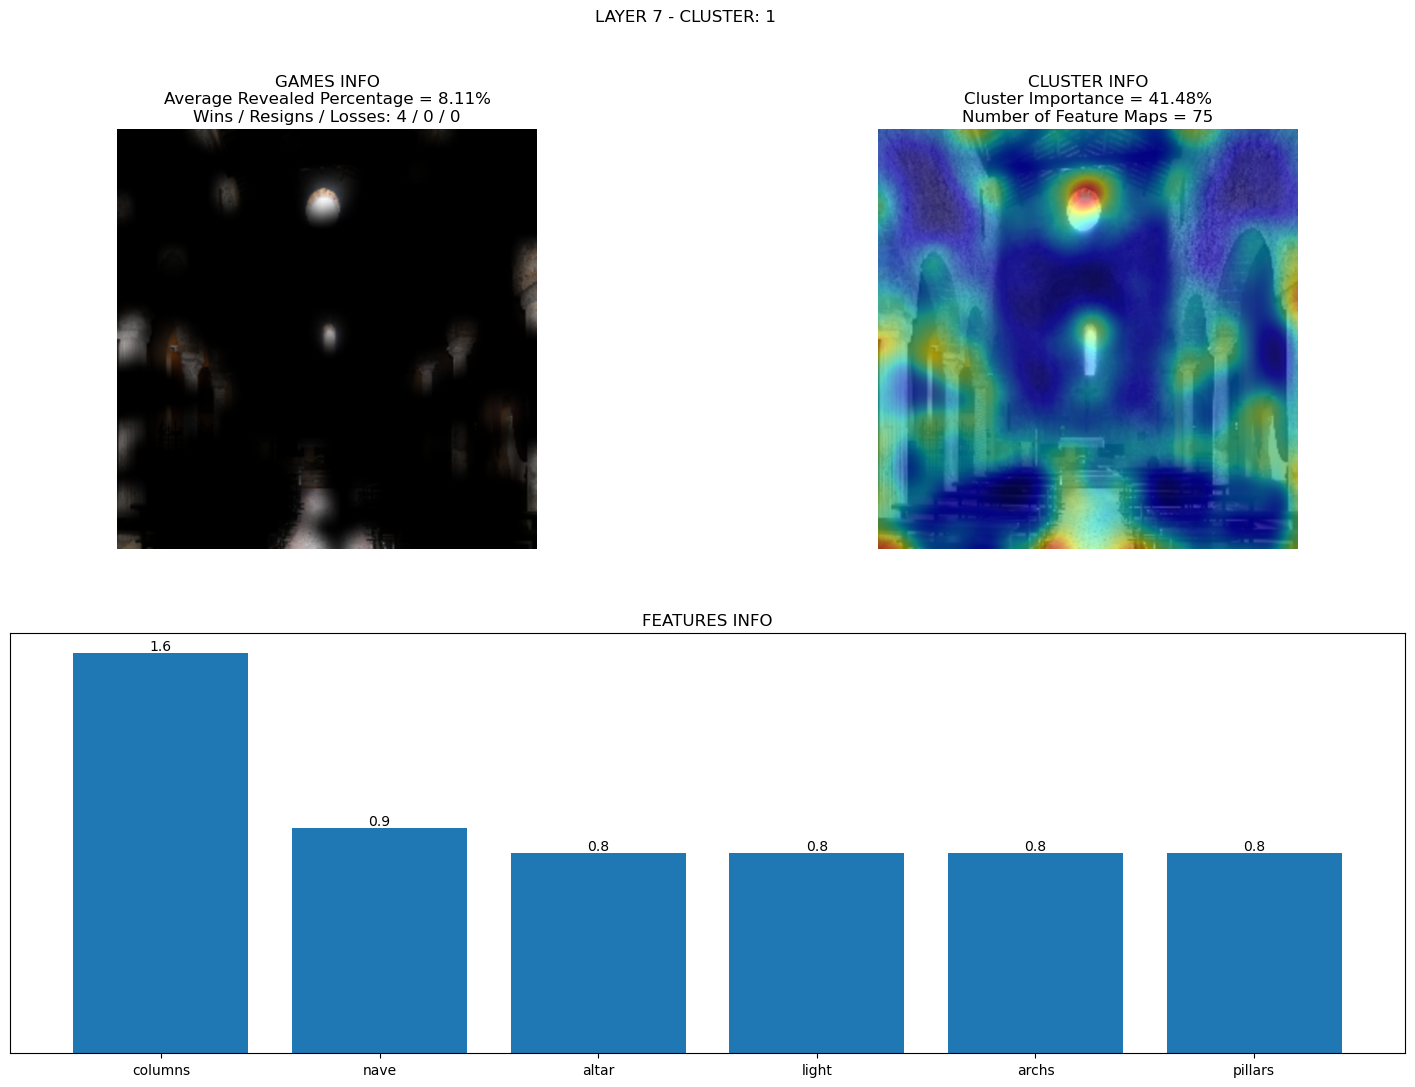 LAYER 7 - CLUSTER: 1
GAMES INFO
Average Revealed Percentage = 8.11%
Wins / Resigns / Losses: 4 / 0 / 0
CLUSTER INFO
Cluster Importance = 41.48%
Number of Feature Maps = 75
FEATURES INFO
1.6
0.9
0.8
0.8
0.8
0.8
columns
nave
altar
light
archs
pillars